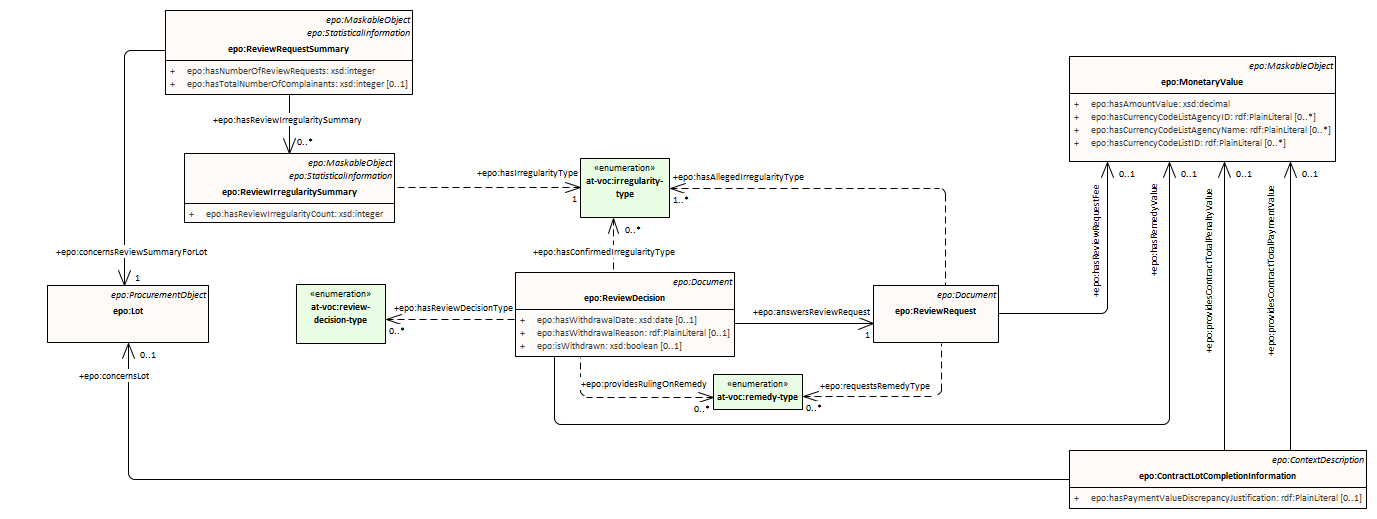 epo:MaskableObject
epo:StatisticalInformation
epo:ReviewRequestSummary
+ epo:hasNumberOfReviewRequests: xsd:integer
+ epo:hasTotalNumberOfComplainants: xsd:integer [0..1]
+epo:hasReviewIrregularitySummary
0..*
epo:MaskableObject
epo:StatisticalInformation
epo:ReviewIrregularitySummary
+ epo:hasReviewIrregularityCount: xsd:integer
+epo:hasIrregularityType
1
«enumeration»
at-voc:irregularity-
type
+epo:hasAllegedIrregularityType
1..*
0..*
+epo:hasConfirmedIrregularityType
epo:MaskableObject
epo:MonetaryValue
+ epo:hasAmountValue: xsd:decimal
+ epo:hasCurrencyCodeListAgencyID: rdf:PlainLiteral [0..*]
+ epo:hasCurrencyCodeListAgencyName: rdf:PlainLiteral [0..*]
+ epo:hasCurrencyCodeListID: rdf:PlainLiteral [0..*]
0..1
0..1
0..1
0..1
+epo:hasReviewRequestFee
+epo:hasRemedyValue
+epo:providesContractTotalPenaltyValue
+epo:providesContractTotalPaymentValue
+epo:concernsReviewSummaryForLot
1
epo:ProcurementObject
epo:Lot
0..1
+epo:concernsLot
«enumeration»
at-voc:review-
decision-type
+epo:hasReviewDecisionType
0..*
epo:Document
epo:ReviewDecision
+ epo:hasWithdrawalDate: xsd:date [0..1]
+ epo:hasWithdrawalReason: rdf:PlainLiteral [0..1]
+ epo:isWithdrawn: xsd:boolean [0..1]
+epo:answersReviewRequest
1
epo:Document
epo:ReviewRequest
+epo:providesRulingOnRemedy
0..*
«enumeration»
at-voc:remedy-type
+epo:requestsRemedyType
0..*
epo:ContextDescription
epo:ContractLotCompletionInformation
+ epo:hasPaymentValueDiscrepancyJustification: rdf:PlainLiteral [0..1]